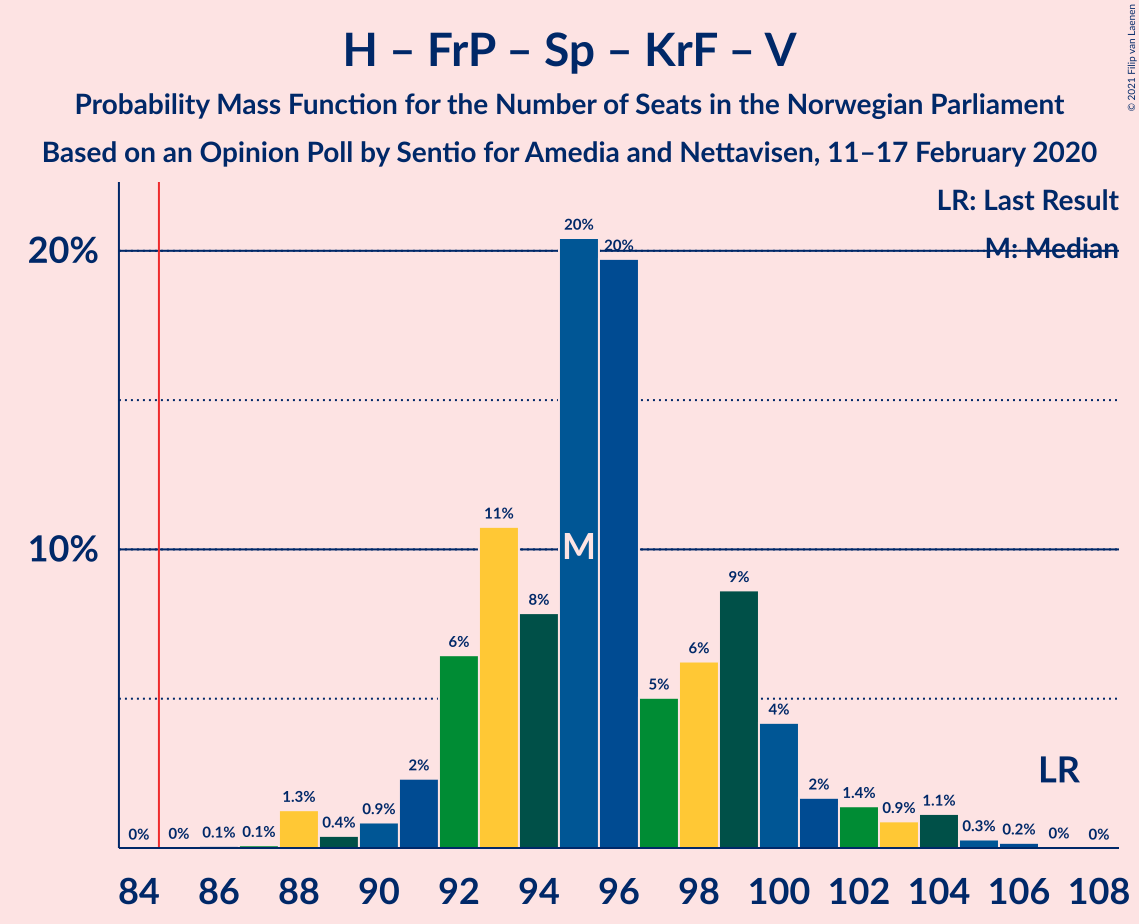 H – FrP – Sp – KrF – V
Probability Mass Function for the Number of Seats in the Norwegian Parliament
Based on an Opinion Poll by Sentio for Amedia and Nettavisen, 11–17 February 2020
© 2021 Filip van Laenen
LR: Last Result
M: Median
20%
10%
0% 0% 0.1% 0.1% 1.3% 0.4% 0.9% 2% 6% 11% 8% 20% 20% 5% 6% 9% 4% 2% 1.4% 0.9% 1.1% 0.3% 0.2% 0% 0%
M
LR
84 86 88 90 92 94 96 98 100 102 104 106 108